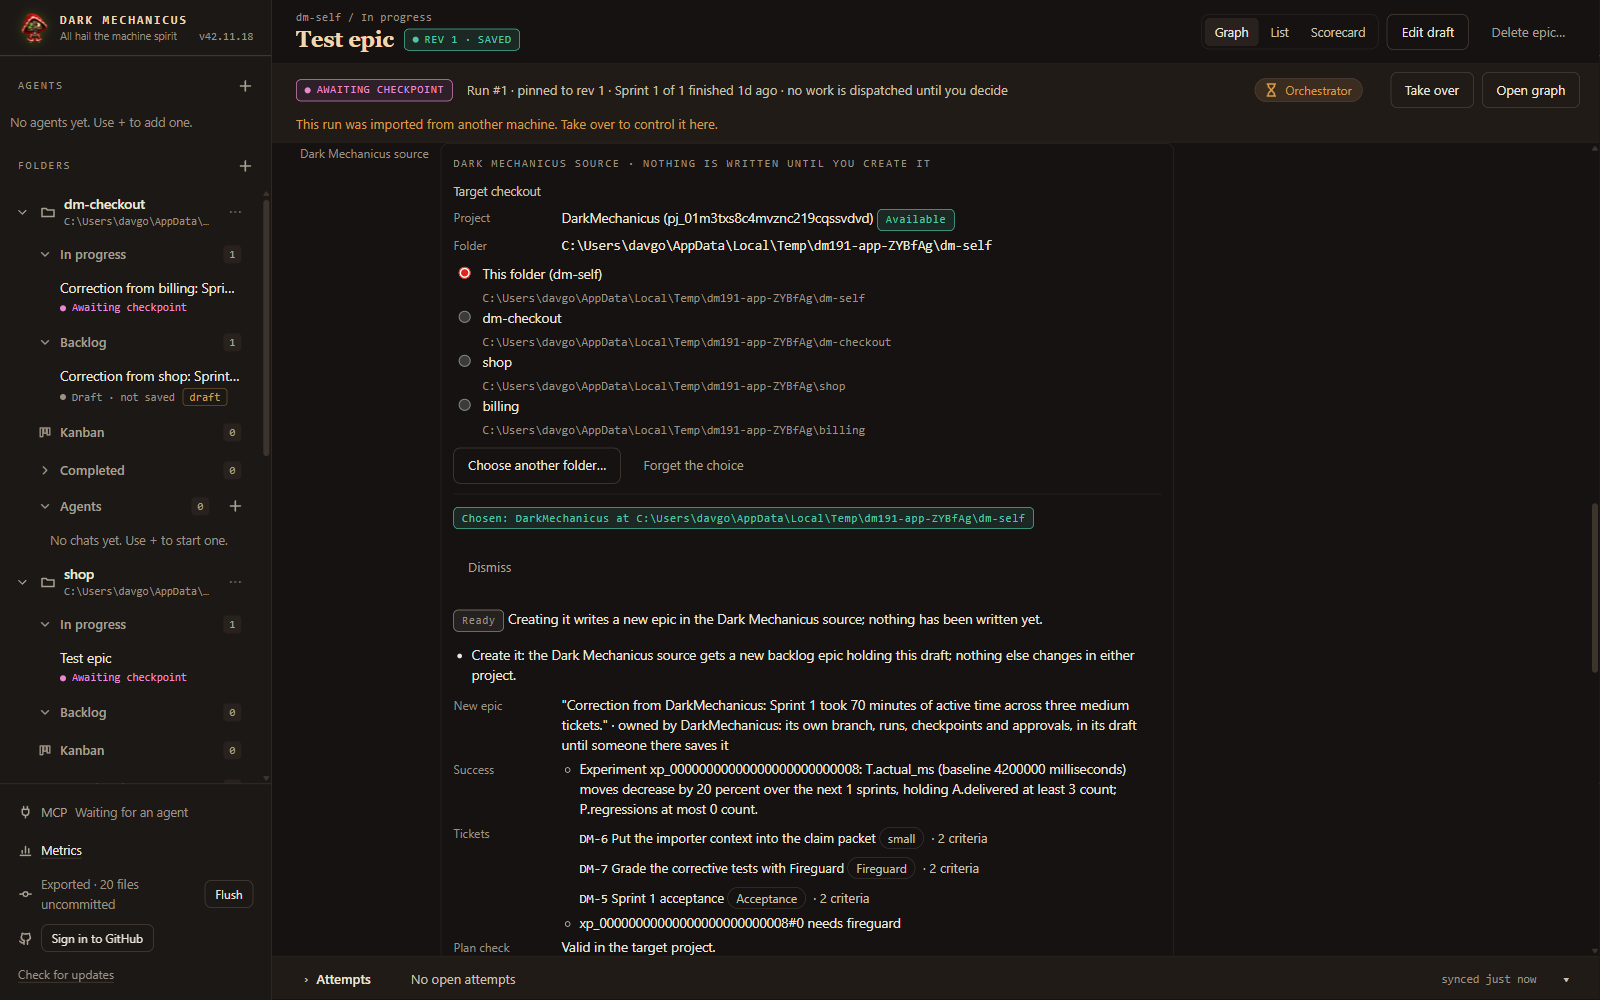 DARK MECHANICUS
All hail the machine spirit v42.11.18
AGENTS
No agents yet. Use + to add one.
FOLDERS
dm-checkout
C:\Users\davgo\AppData\…
In progress 1
Correction from billing: Spri...
Awaiting checkpoint
Backlog 1
Correction from shop: Sprint...
Draft · not saved draft
Kanban 0
Completed 0
Agents 0
No chats yet. Use + to start one.
shop
C:\Users\davgo\AppData\…
In progress 1
Test epic
Awaiting checkpoint
Backlog 0
Kanban 0
MCP Waiting for an agent
Metrics
Exported · 20 files
uncommitted
Flush
Sign in to GitHub
Check for updates
dm-self / In progress
Test epic REV 1 · SAVED
Graph List Scorecard Edit draft Delete epic...
AWAITING CHECKPOINT Run #1 · pinned to rev 1 · Sprint 1 of 1 finished 1d ago · no work is dispatched until you decide
Orchestrator Take over Open graph
This run was imported from another machine. Take over to control it here.
Dark Mechanicus source
DARK MECHANICUS SOURCE · NOTHING IS WRITTEN UNTIL YOU CREATE IT
Target checkout
Project DarkMechanicus (pj_01m3txs8c4mvznc219cqssvdvd) Available
Folder C:\Users\davgo\AppData\Local\Temp\dm191-app-ZYBfAg\dm-self
This folder (dm-self)
C:\Users\davgo\AppData\Local\Temp\dm191-app-ZYBfAg\dm-self
dm-checkout
C:\Users\davgo\AppData\Local\Temp\dm191-app-ZYBfAg\dm-checkout
shop
C:\Users\davgo\AppData\Local\Temp\dm191-app-ZYBfAg\shop
billing
C:\Users\davgo\AppData\Local\Temp\dm191-app-ZYBfAg\billing
Choose another folder... Forget the choice
Chosen: DarkMechanicus at C:\Users\davgo\AppData\Local\Temp\dm191-app-ZYBfAg\dm-self
Dismiss
Ready Creating it writes a new epic in the Dark Mechanicus source; nothing has been written yet.
• Create it: the Dark Mechanicus source gets a new backlog epic holding this draft; nothing else changes in either
project.
New epic "Correction from DarkMechanicus: Sprint 1 took 70 minutes of active time across three medium
tickets." · owned by DarkMechanicus: its own branch, runs, checkpoints and approvals, in its draft
until someone there saves it
Success Experiment xp_00000000000000000000000008: T.actual_ms (baseline 4200000 milliseconds)
moves decrease by 20 percent over the next 1 sprints, holding A.delivered at least 3 count;
P.regressions at most 0 count.
Tickets DM-6 Put the importer context into the claim packet small · 2 criteria
DM-7 Grade the corrective tests with Fireguard Fireguard · 2 criteria
DM-5 Sprint 1 acceptance Acceptance · 2 criteria
xp_00000000000000000000000008#0 needs fireguard
Plan check Valid in the target project.
Attempts No open attempts synced just now